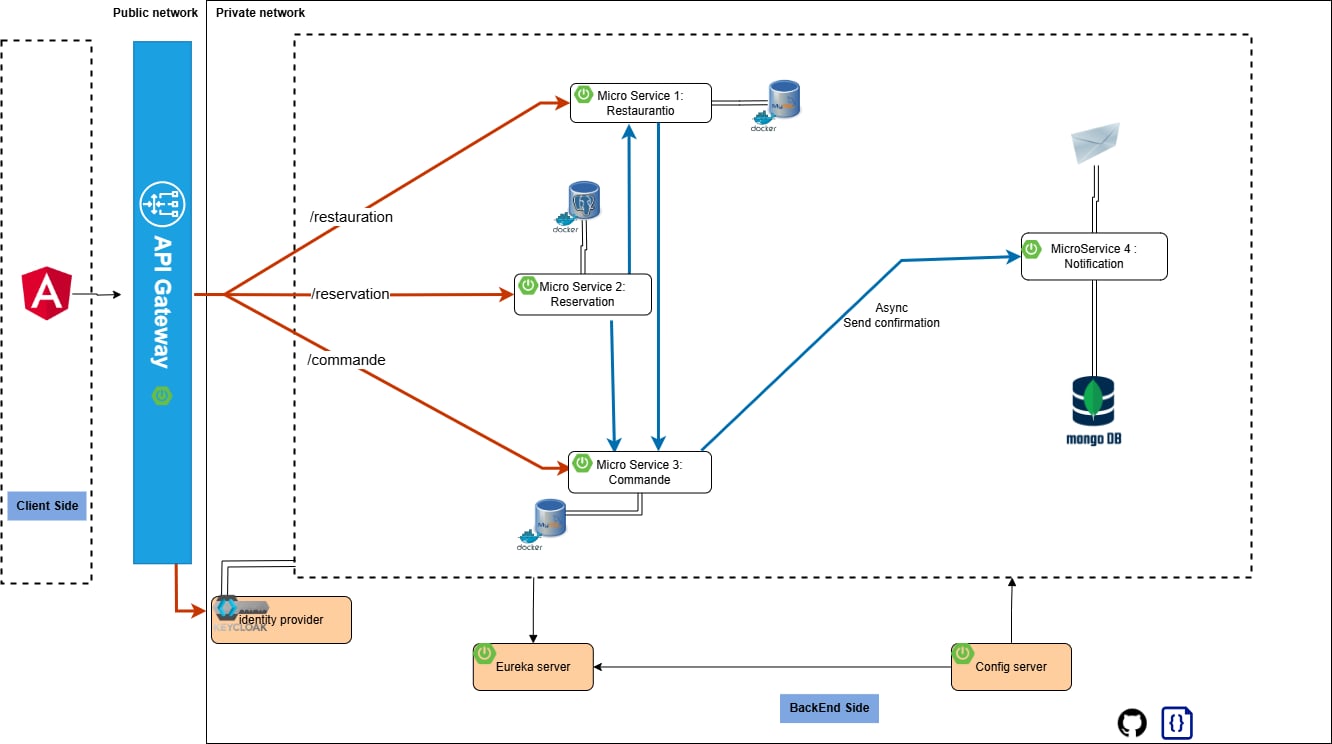 Public network
Private network
Micro Service 1:
Restaurantio
MySQL
docker
/restauration
docker
MicroService 4 :
Notification
API Gateway
/reservation
Micro Service 2:
Reservation
Async
Send confirmation
/commande
mongo DB
Micro Service 3:
Commande
Client Side
MySQL
docker
identity provider
KEYCLOAK
Eureka server
Config server
BackEnd Side